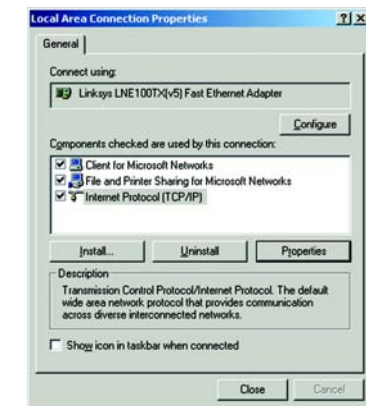 Local Area Connection Properties
General
Connect using:
Linksys LNE100TX(v5) Fast Ethernet Adapter
Configure
Components checked are used by this connection:
Client for Microsoft Networks
File and Printer Sharing for Microsoft Networks
Internet Protocol (TCP/IP)
Install... Uninstall Properties
Description
Transmission Control Protocol/Internet Protocol. The default
wide area network protocol that provides communication
across diverse interconnected networks.
Show icon in taskbar when connected
Close Cancel